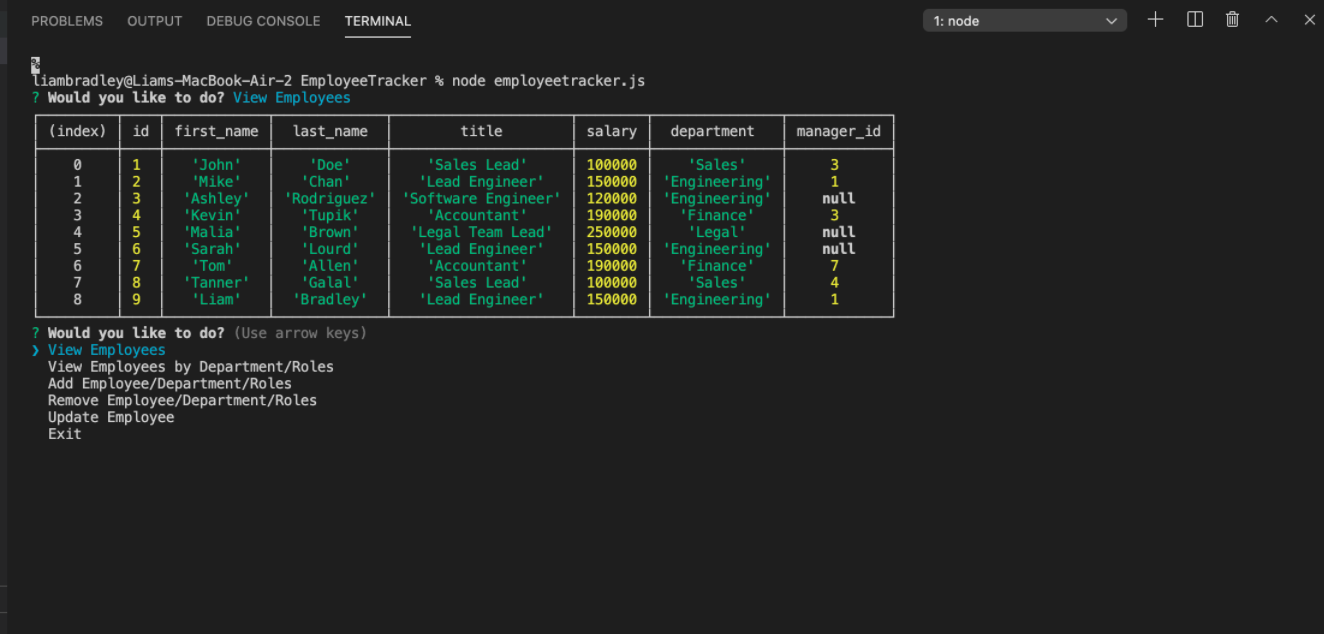 PROBLEMS OUTPUT DEBUG CONSOLE TERMINAL 1: node
%
liambradley@Liams-MacBook-Air-2 EmployeeTracker % node employeetracker.js
? Would you like to do? View Employees
(index) id first_name last_name title salary department manager_id
0 1 'John' 'Doe' 'Sales Lead' 100000 'Sales' 3
1 2 'Mike' 'Chan' 'Lead Engineer' 150000 'Engineering' 1
2 3 'Ashley' 'Rodriguez' 'Software Engineer' 120000 'Engineering' null
3 4 'Kevin' 'Tupik' 'Accountant' 190000 'Finance' 3
4 5 'Malia' 'Brown' 'Legal Team Lead' 250000 'Legal' null
5 6 'Sarah' 'Lourd' 'Lead Engineer' 150000 'Engineering' null
6 7 'Tom' 'Allen' 'Accountant' 190000 'Finance' 7
7 8 'Tanner' 'Galal' 'Sales Lead' 100000 'Sales' 4
8 9 'Liam' 'Bradley' 'Lead Engineer' 150000 'Engineering' 1
? Would you like to do? (Use arrow keys)
❯ View Employees
View Employees by Department/Roles
Add Employee/Department/Roles
Remove Employee/Department/Roles
Update Employee
Exit